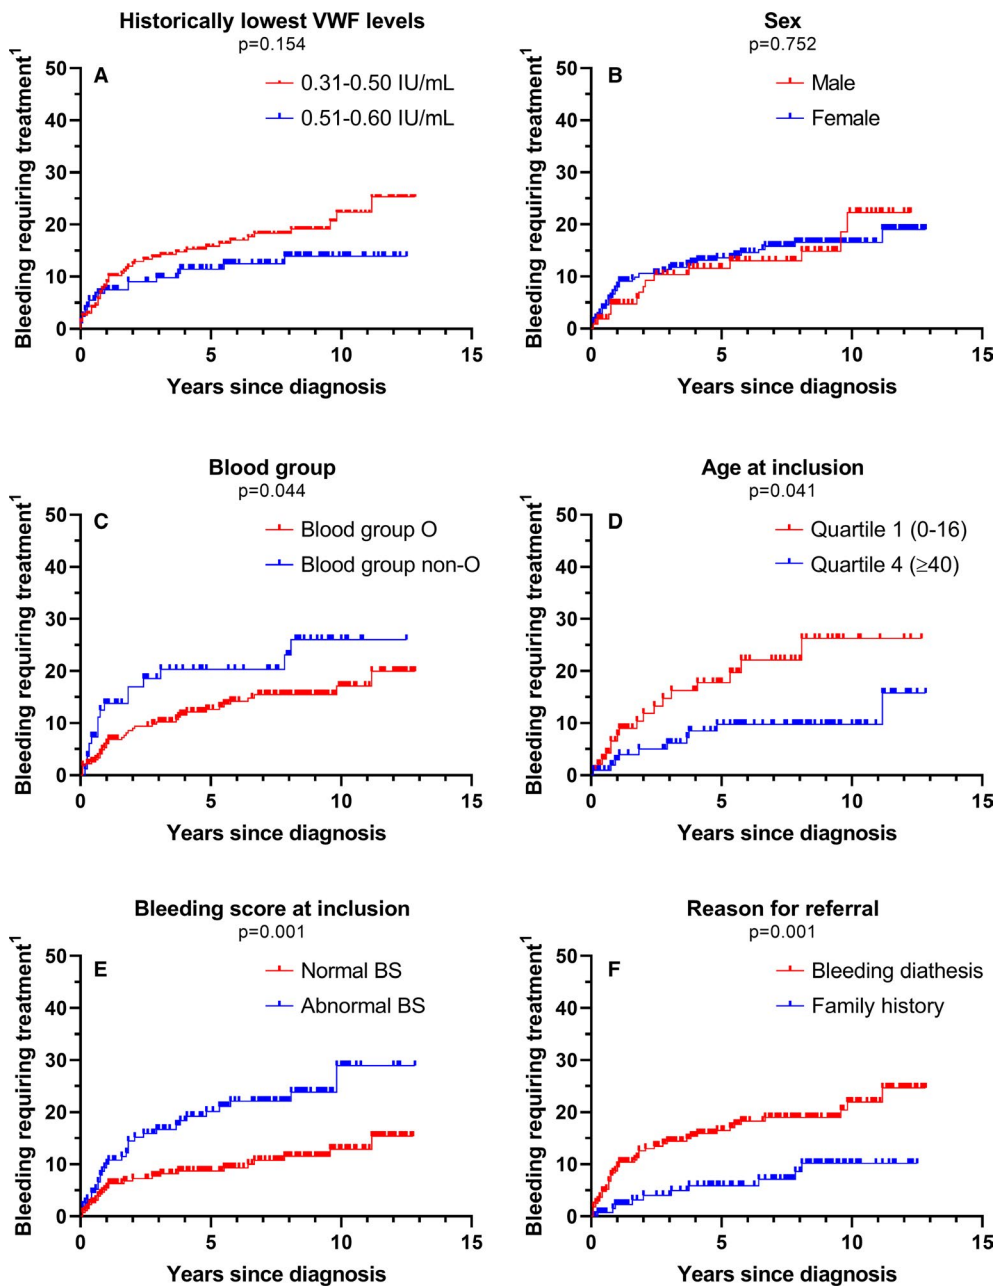 Historically lowest VWF levels
p=0.154
A
0.31-0.50 IU/mL
0.51-0.60 IU/mL
Bleeding requiring treatment1
50
40
30
20
10
0
0 5 10 15
Years since diagnosis
Sex
p=0.752
B
Male
Female
Bleeding requiring treatment1
50
40
30
20
10
0
0 5 10 15
Years since diagnosis
Blood group
p=0.044
C
Blood group O
Blood group non-O
Bleeding requiring treatment1
50
40
30
20
10
0
0 5 10 15
Years since diagnosis
Age at inclusion
p=0.041
D
Quartile 1 (0-16)
Quartile 4 (≥40)
Bleeding requiring treatment1
50
40
30
20
10
0
0 5 10 15
Years since diagnosis
Bleeding score at inclusion
p=0.001
E
Normal BS
Abnormal BS
Bleeding requiring treatment1
50
40
30
20
10
0
0 5 10 15
Years since diagnosis
Reason for referral
p=0.001
F
Bleeding diathesis
Family history
Bleeding requiring treatment1
50
40
30
20
10
0
0 5 10 15
Years since diagnosis